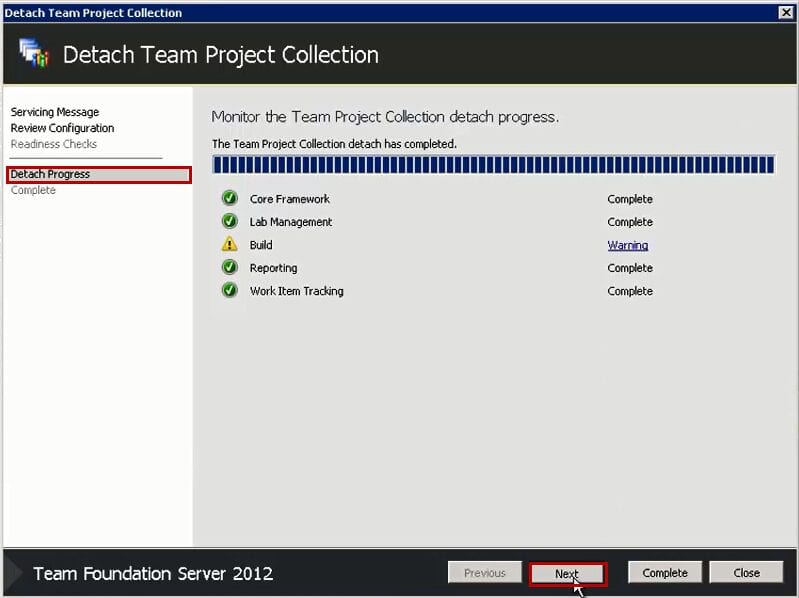 Detach Team Project Collection
Detach Team Project Collection
Servicing Message
Review Configuration
Readiness Checks
Detach Progress
Complete
Monitor the Team Project Collection detach progress.
The Team Project Collection detach has completed.
Core Framework Complete
Lab Management Complete
Build Warning
Reporting Complete
Work Item Tracking Complete
Team Foundation Server 2012
Previous Next Complete Close